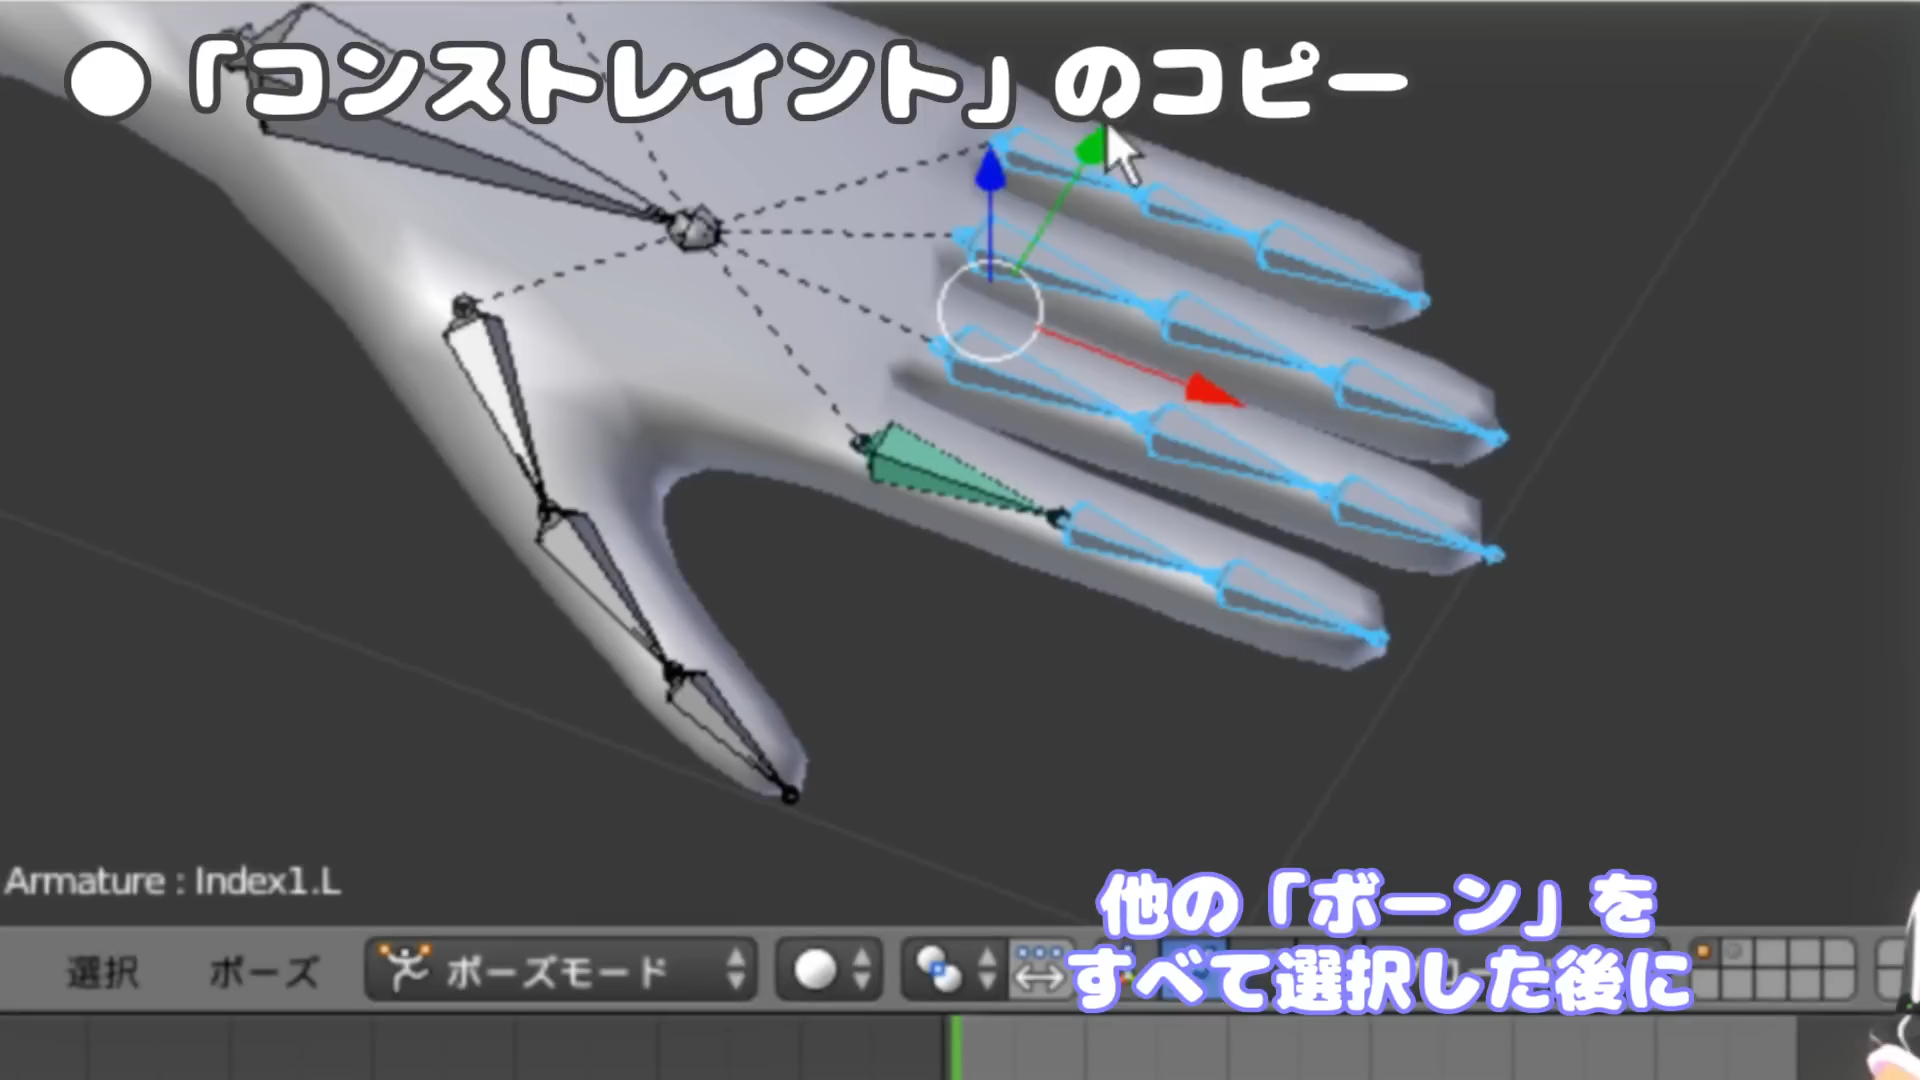 ●「コンストレイント」のコピー
Armature : Index1.L
他の「ボーン」を
すべて選択した後に
選択 ポーズ ポーズモード